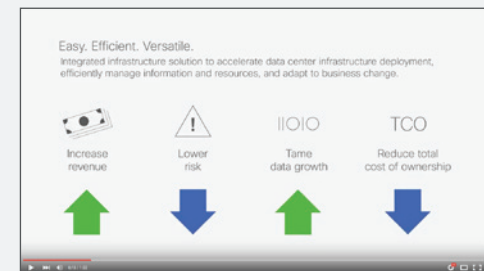 Easy. Efficient. Versatile.
Integrated infrastructure solution to accelerate data center infrastructure deployment,
efficiently manage information and resources, and adapt to business change.
!
IIOIO
TCO
Increase
revenue
Lower
risk
Tame
data growth
Reduce total
cost of ownership